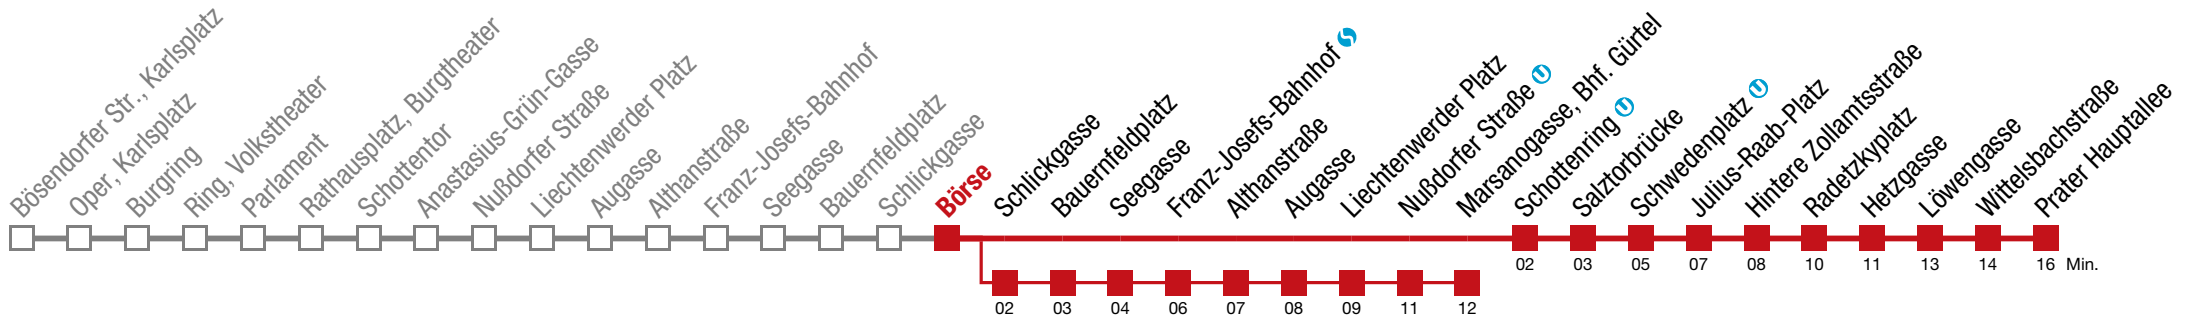 Bösendorfer Str., Karlsplatz
Oper, Karlsplatz
Burgring
Ring, Volkstheater
Parlament
Rathausplatz, Burgtheater
Schottentor
Anastasius-Grün-Gasse
Nußdorfer Straße
Liechtenwerder Platz
Augasse
Althanstraße
Franz-Josefs-Bahnhof
Seegasse
Bauernfeldplatz
Schlickgasse
Börse
Schlickgasse
Bauernfeldplatz
Seegasse
Franz-Josefs-Bahnhof
Althanstraße
Augasse
Liechtenwerder Platz
Nußdorfer Straße
Marsanogasse, Bhf. Gürtel
Schottenring
Salztorbrücke
Schwedenplatz
Julius-Raab-Platz
Hintere Zollamtsstraße
Radetzkyplatz
Hetzgasse
Löwengasse
Wittelsbachstraße
Prater Hauptallee
02 03 05 07 08 10 11 13 14 16 Min.
02 03 04 06 07 08 09 11 12